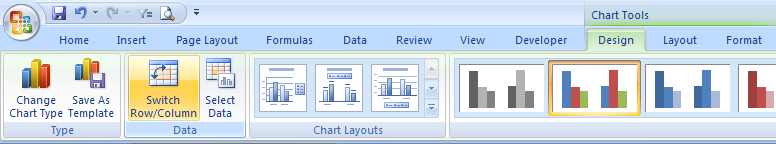 Chart Tools
Home Insert Page Layout Formulas Data Review View Developer Design Layout Format
Change Chart Type
Save As Template
Switch Row/Column
Select Data
Type Data Chart Layouts